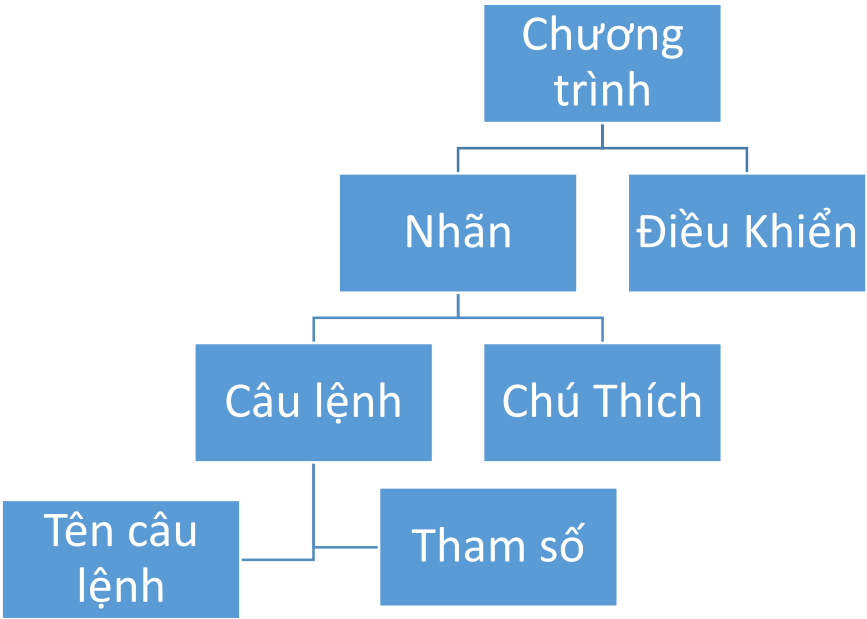 Chương
trình
Nhãn
Điều Khiển
Câu lệnh
Chú Thích
Tên câu
lệnh
Tham số